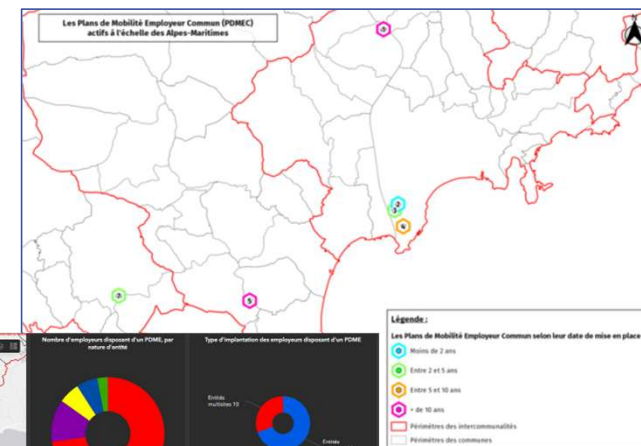 Les Plans de Mobilité Employeur Commun (PDMEC)
actifs à l'échelle des Alpes-Maritimes
2
3
5
Légende :
Les Plans de Mobilité Employeur Commun selon leur date de mise en place
Moins de 2 ans
Entre 2 et 5 ans
Entre 5 et 10 ans
+ de 10 ans
Périmètres des intercommunalités
Périmètres des communes
Nombre d'employeurs disposant d'un PDME, par
nature d'entité
Type d'implantation des employeurs disposant d'un PDME
Entités
multisites 10
Entités